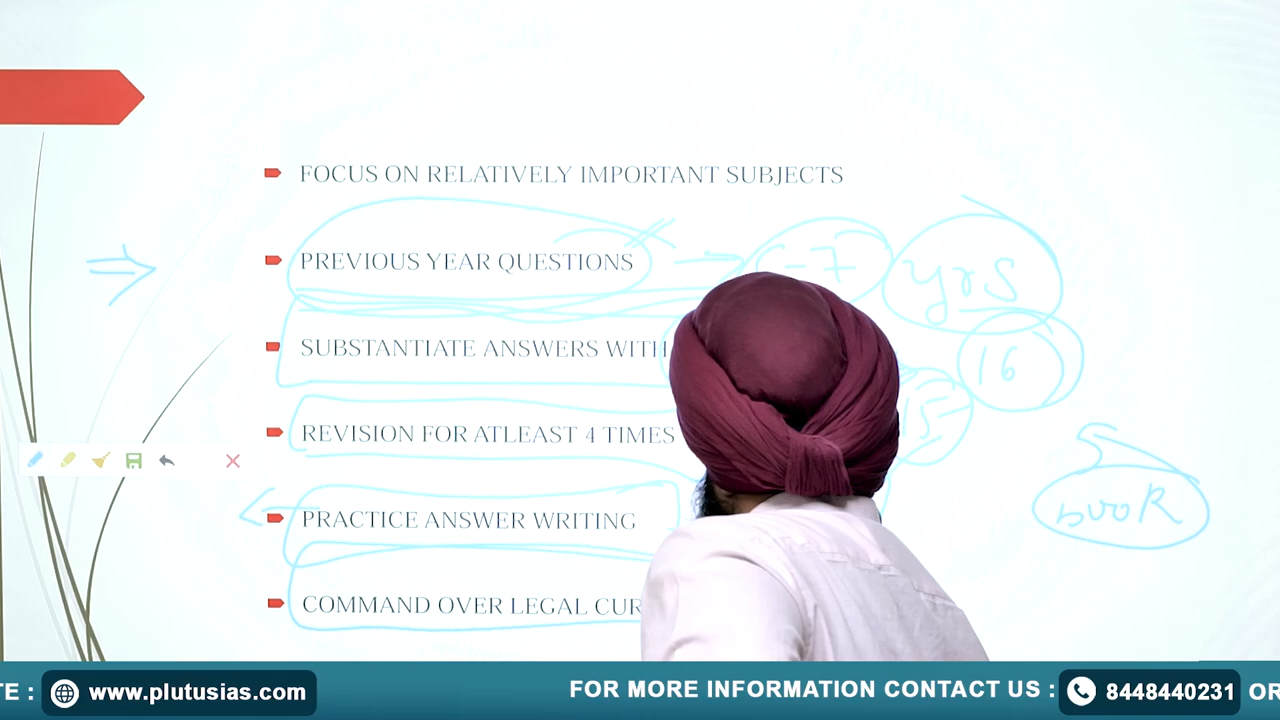 FOCUS ON RELATIVELY IMPORTANT SUBJECTS
PREVIOUS YEAR QUESTIONS
-7 yrs
SUBSTANTIATE ANSWERS WITH
16
15
REVISION FOR ATLEAST 4 TIMES
book
PRACTICE ANSWER WRITING
COMMAND OVER LEGAL CUR
TE : www.plutusias.com FOR MORE INFORMATION CONTACT US : 8448440231 OR